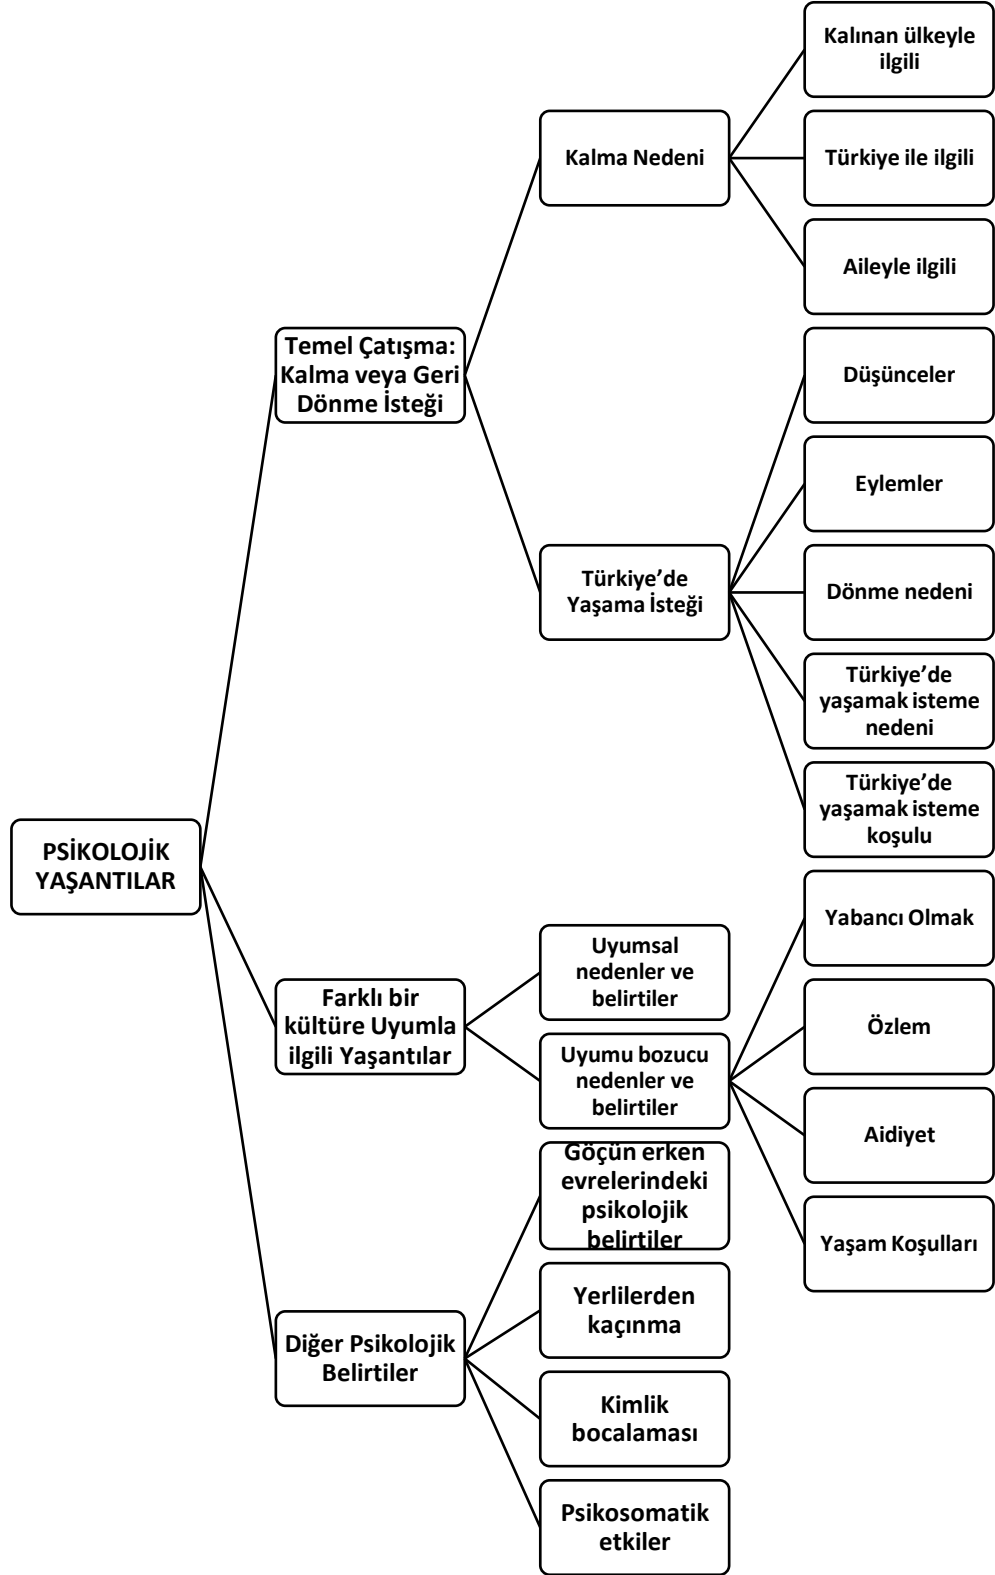 Kalınan ülkeyle
ilgili
Kalma Nedeni
Türkiye ile ilgili
Aileyle ilgili
Temel Çatışma:
Kalma veya Geri
Dönme İsteği
Düşünceler
Eylemler
Türkiye’de
Yaşama İsteği
Dönme nedeni
Türkiye’de
yaşamak isteme
nedeni
Türkiye’de
yaşamak isteme
koşulu
PSİKOLOJİK
YAŞANTILAR
Farklı bir
kültüre Uyumla
ilgili Yaşantılar
Uyumsal
nedenler ve
belirtiler
Uyumu bozucu
nedenler ve
belirtiler
Yabancı Olmak
Özlem
Aidiyet
Yaşam Koşulları
Diğer Psikolojik
Belirtiler
Göçün erken
evrelerindeki
psikolojik
belirtiler
Yerlilerden
kaçınma
Kimlik
bocalaması
Psikosomatik
etkiler